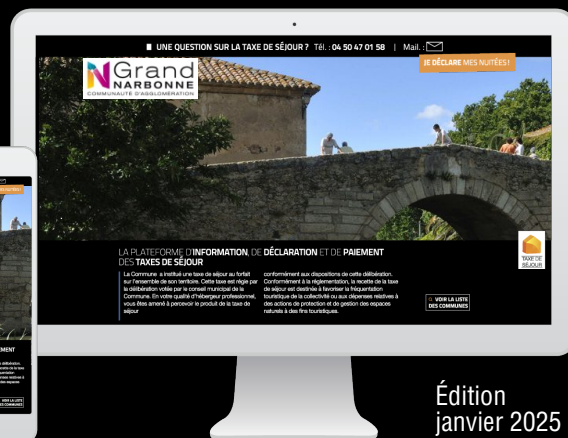 UNE QUESTION SUR LA TAXE DE SÉJOUR ? Tél. : 04 50 47 01 58 | Mail. :
JE DÉCLARE MES NUITÉES !
Grand
NARBONNE
COMMUNAUTÉ D'AGGLOMÉRATION
LA PLATEFORME D'INFORMATION, DE DÉCLARATION ET DE PAIEMENT
DES TAXES DE SÉJOUR
La Commune a institué une taxe de séjour au forfait
sur l'ensemble de son territoire. Cette taxe est régie par
la délibération votée par le conseil municipal de la
Commune. En votre qualité d'hébergeur professionnel,
vous êtes amené à percevoir le produit de la taxe de
séjour
conformément aux dispositions de cette délibération.
Conformément à la réglementation, la recette de la taxe
de séjour est destinée à favoriser la fréquentation
touristique de la collectivité ou aux dépenses relatives à
des actions de protection et de gestion des espaces
naturels à des fins touristiques.
TAXE DE
SÉJOUR
VOIR LA LISTE
DES COMMUNES
EMENT
VOIR LA LISTE
DES COMMUNES
Édition
janvier 2025